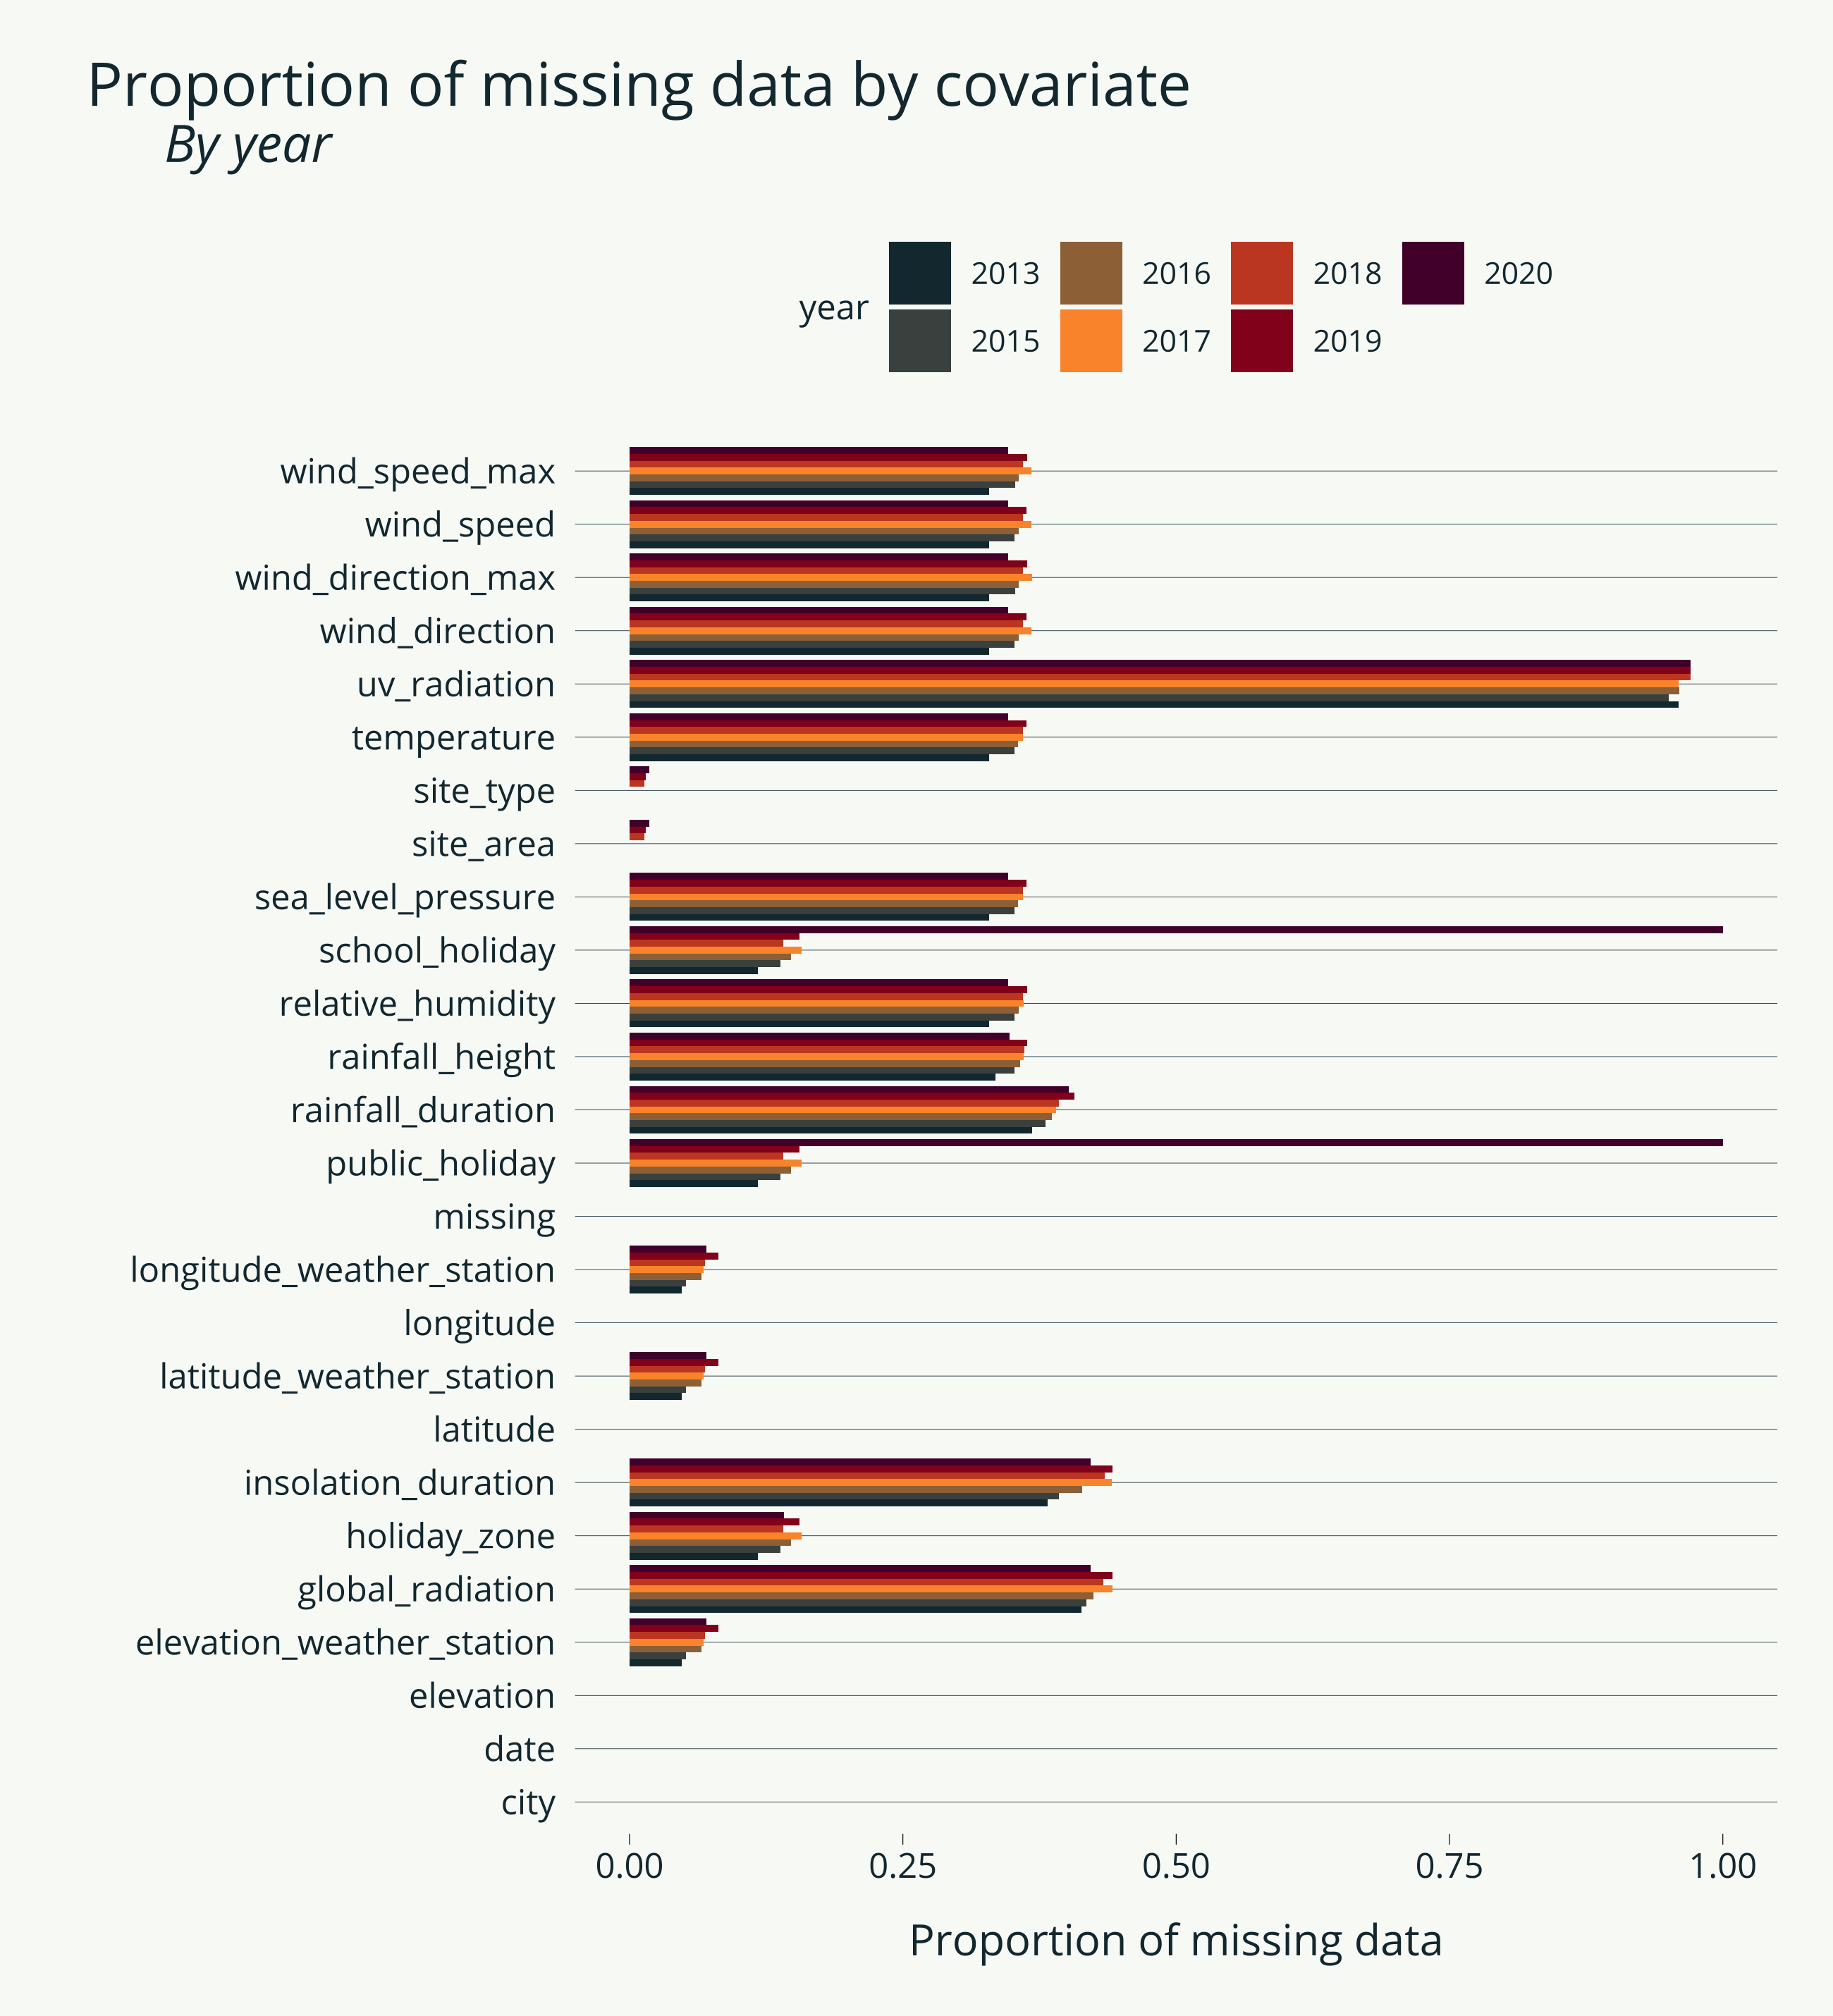 Proportion of missing data by covariate
By year
year
2013 2016 2018 2020
2015 2017 2019
wind_speed_max
wind_speed
wind_direction_max
wind_direction
uv_radiation
temperature
site_type
site_area
sea_level_pressure
school_holiday
relative_humidity
rainfall_height
rainfall_duration
public_holiday
missing
longitude_weather_station
longitude
latitude_weather_station
latitude
insolation_duration
holiday_zone
global_radiation
elevation_weather_station
elevation
date
city
0.00 0.25 0.50 0.75 1.00
Proportion of missing data